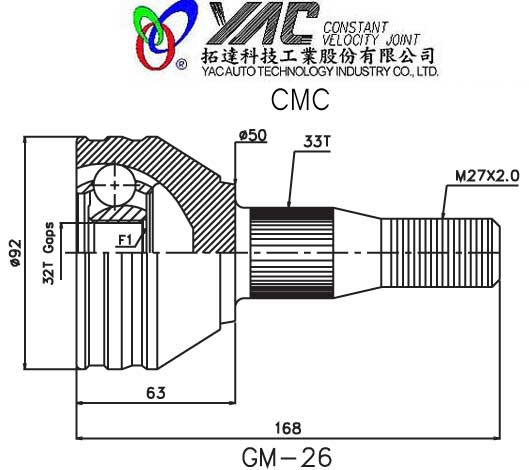 YAC CONSTANT
VELOCITY JOINT
拓達科技工業股份有限公司
®
YAC AUTO TECHNOLOGY INDUSTRY CO., LTD.
CMC
ø50
33T
M27X2.0
ø92
32T Gaps
F1
63
168
GM-26